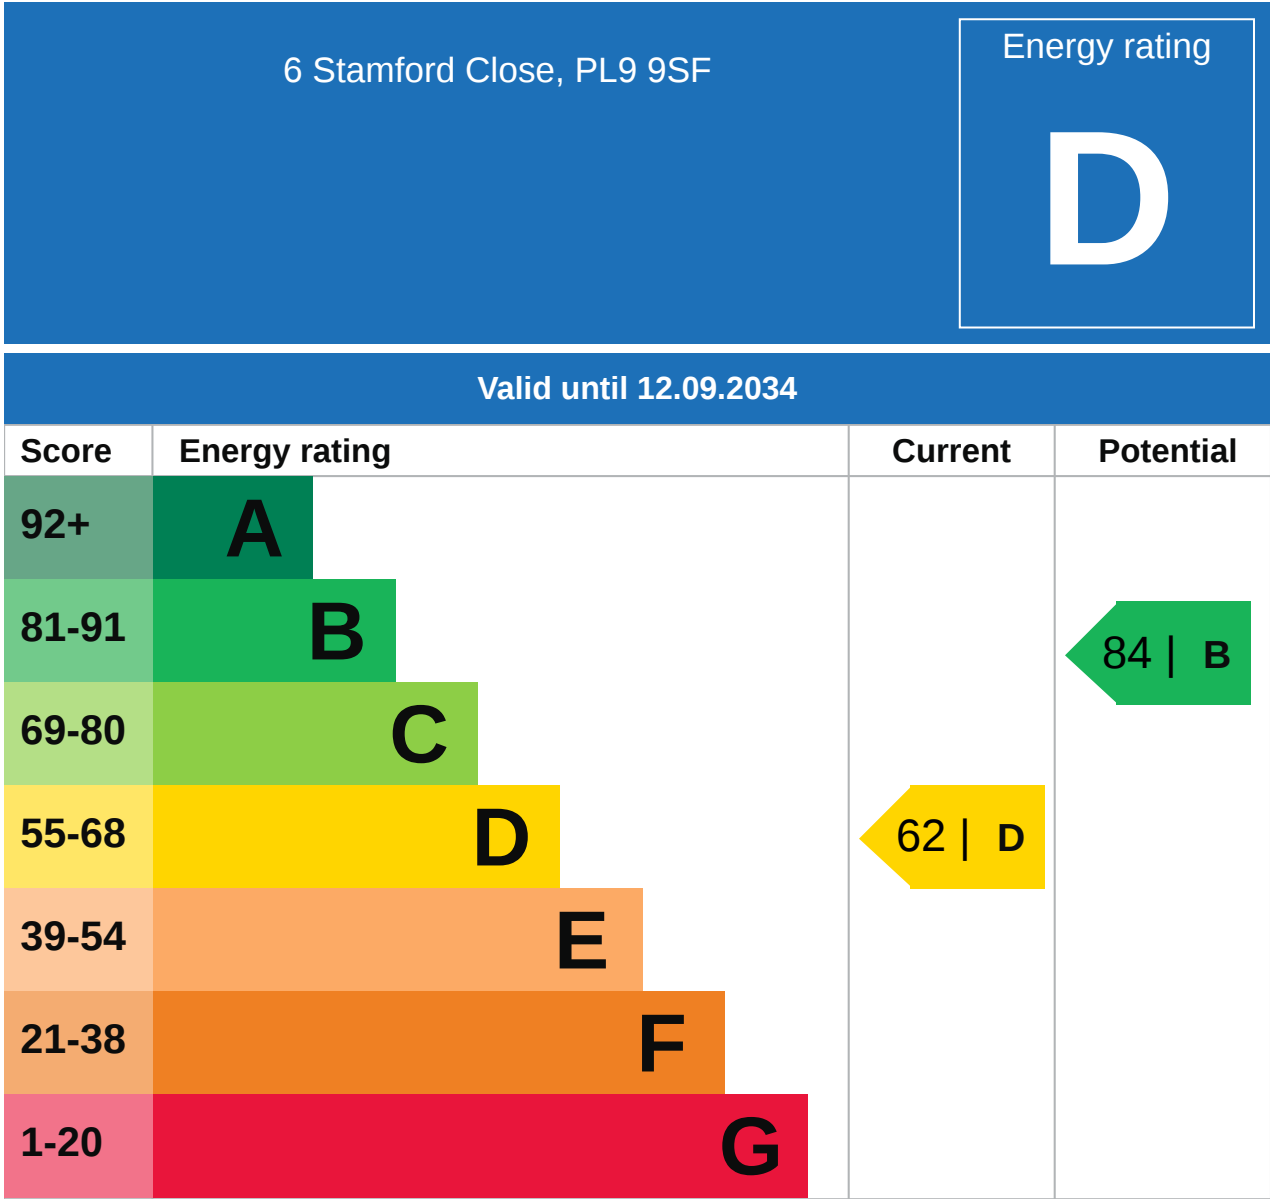 6 Stamford Close, PL9 9SF
Energy rating
D
Valid until 12.09.2034
Score Energy rating Current Potential
92+ A
81-91 B
84 | B
69-80 C
55-68 D
62 | D
39-54 E
21-38 F
1-20 G